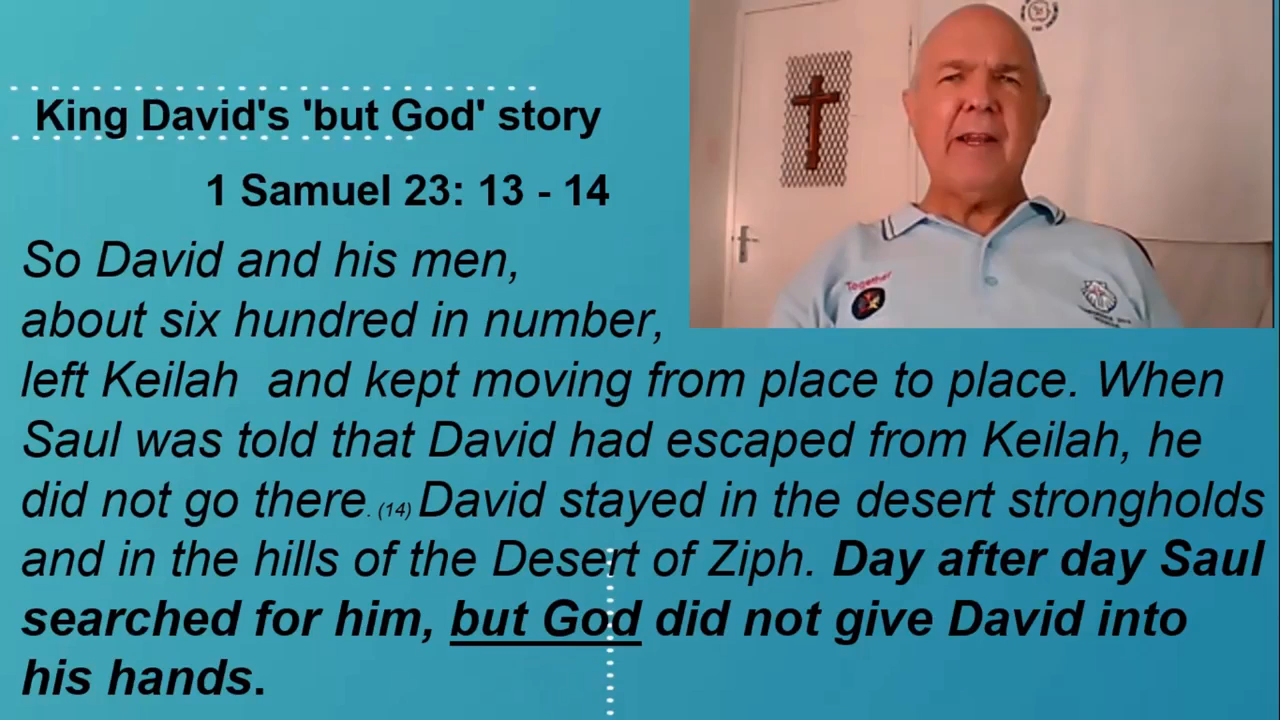 King David's 'but God' story
1 Samuel 23: 13 - 14
So David and his men,
about six hundred in number,
left Keilah and kept moving from place to place. When
Saul was told that David had escaped from Keilah, he
did not go there. (14) David stayed in the desert strongholds
and in the hills of the Desert of Ziph. Day after day Saul
searched for him, but God did not give David into
his hands.
Together